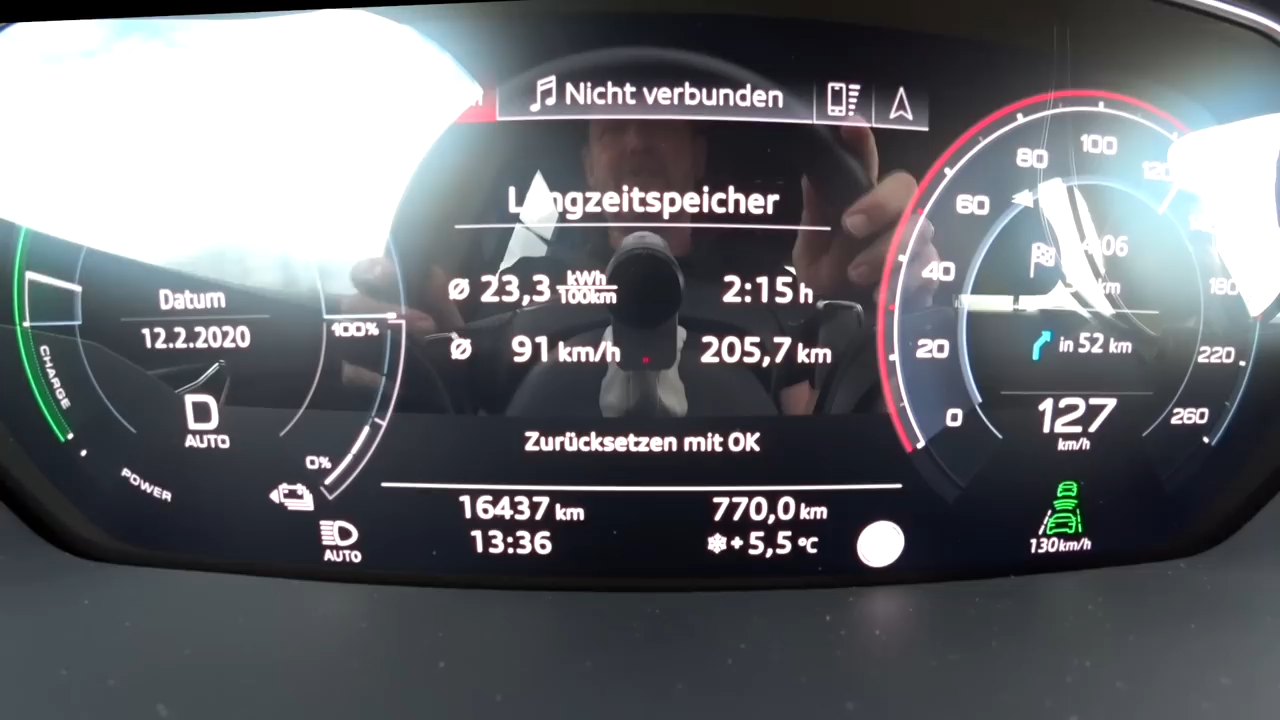 Nicht verbunden
Langzeitspeicher
Ø 23,3 kWh/100km 2:15 h
Ø 91 km/h 205,7 km
Zurücksetzen mit OK
16437 km 770,0 km
13:36 +5,5 °C
Datum
12.2.2020
100%
CHARGE
D
AUTO
0%
POWER
AUTO
0
20
40
60
80
100
180
220
260
km
in 52 km
127
km/h
130 km/h